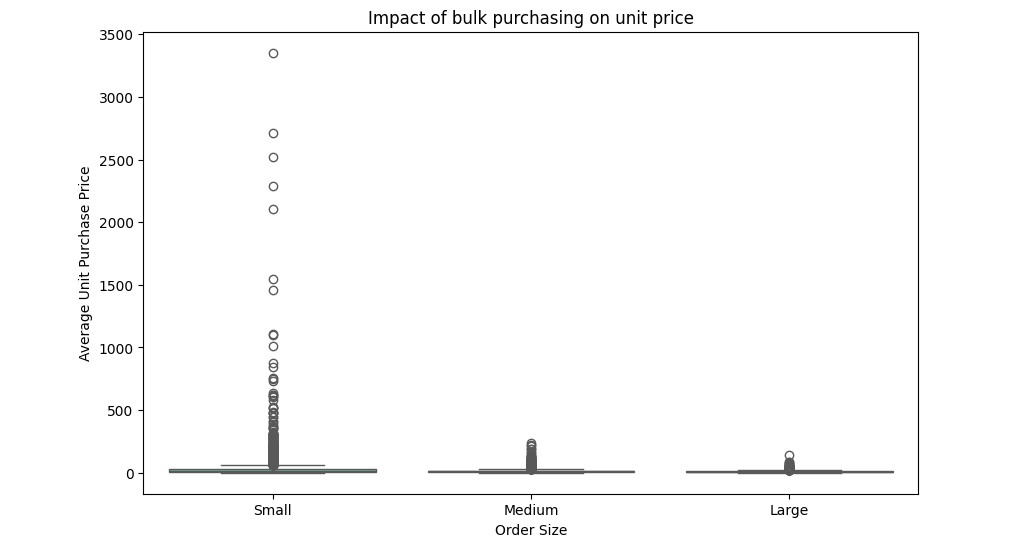 Impact of bulk purchasing on unit price
3500
3000
2500
2000
1500
1000
500
0
Average Unit Purchase Price
Small
Medium
Large
Order Size